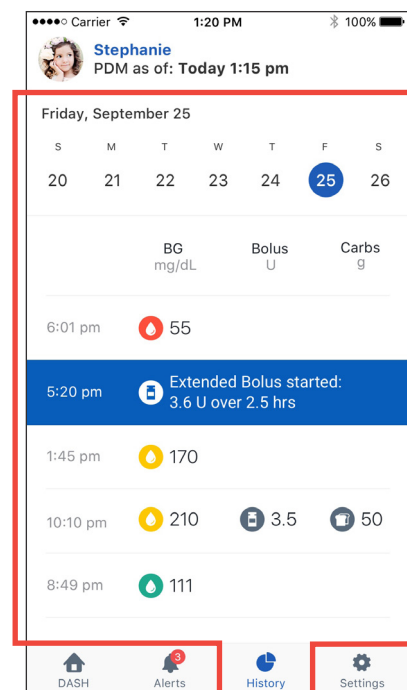 Carrier 1:20 PM 100%
Stephanie
PDM as of: Today 1:15 pm
Friday, September 25
S M T W T F S
20 21 22 23 24 25 26
BG Bolus Carbs
mg/dL U g
6:01 pm 55
5:20 pm Extended Bolus started:
3.6 U over 2.5 hrs
1:45 pm 170
10:10 pm 210 3.5 50
8:49 pm 111
3
DASH Alerts History Settings